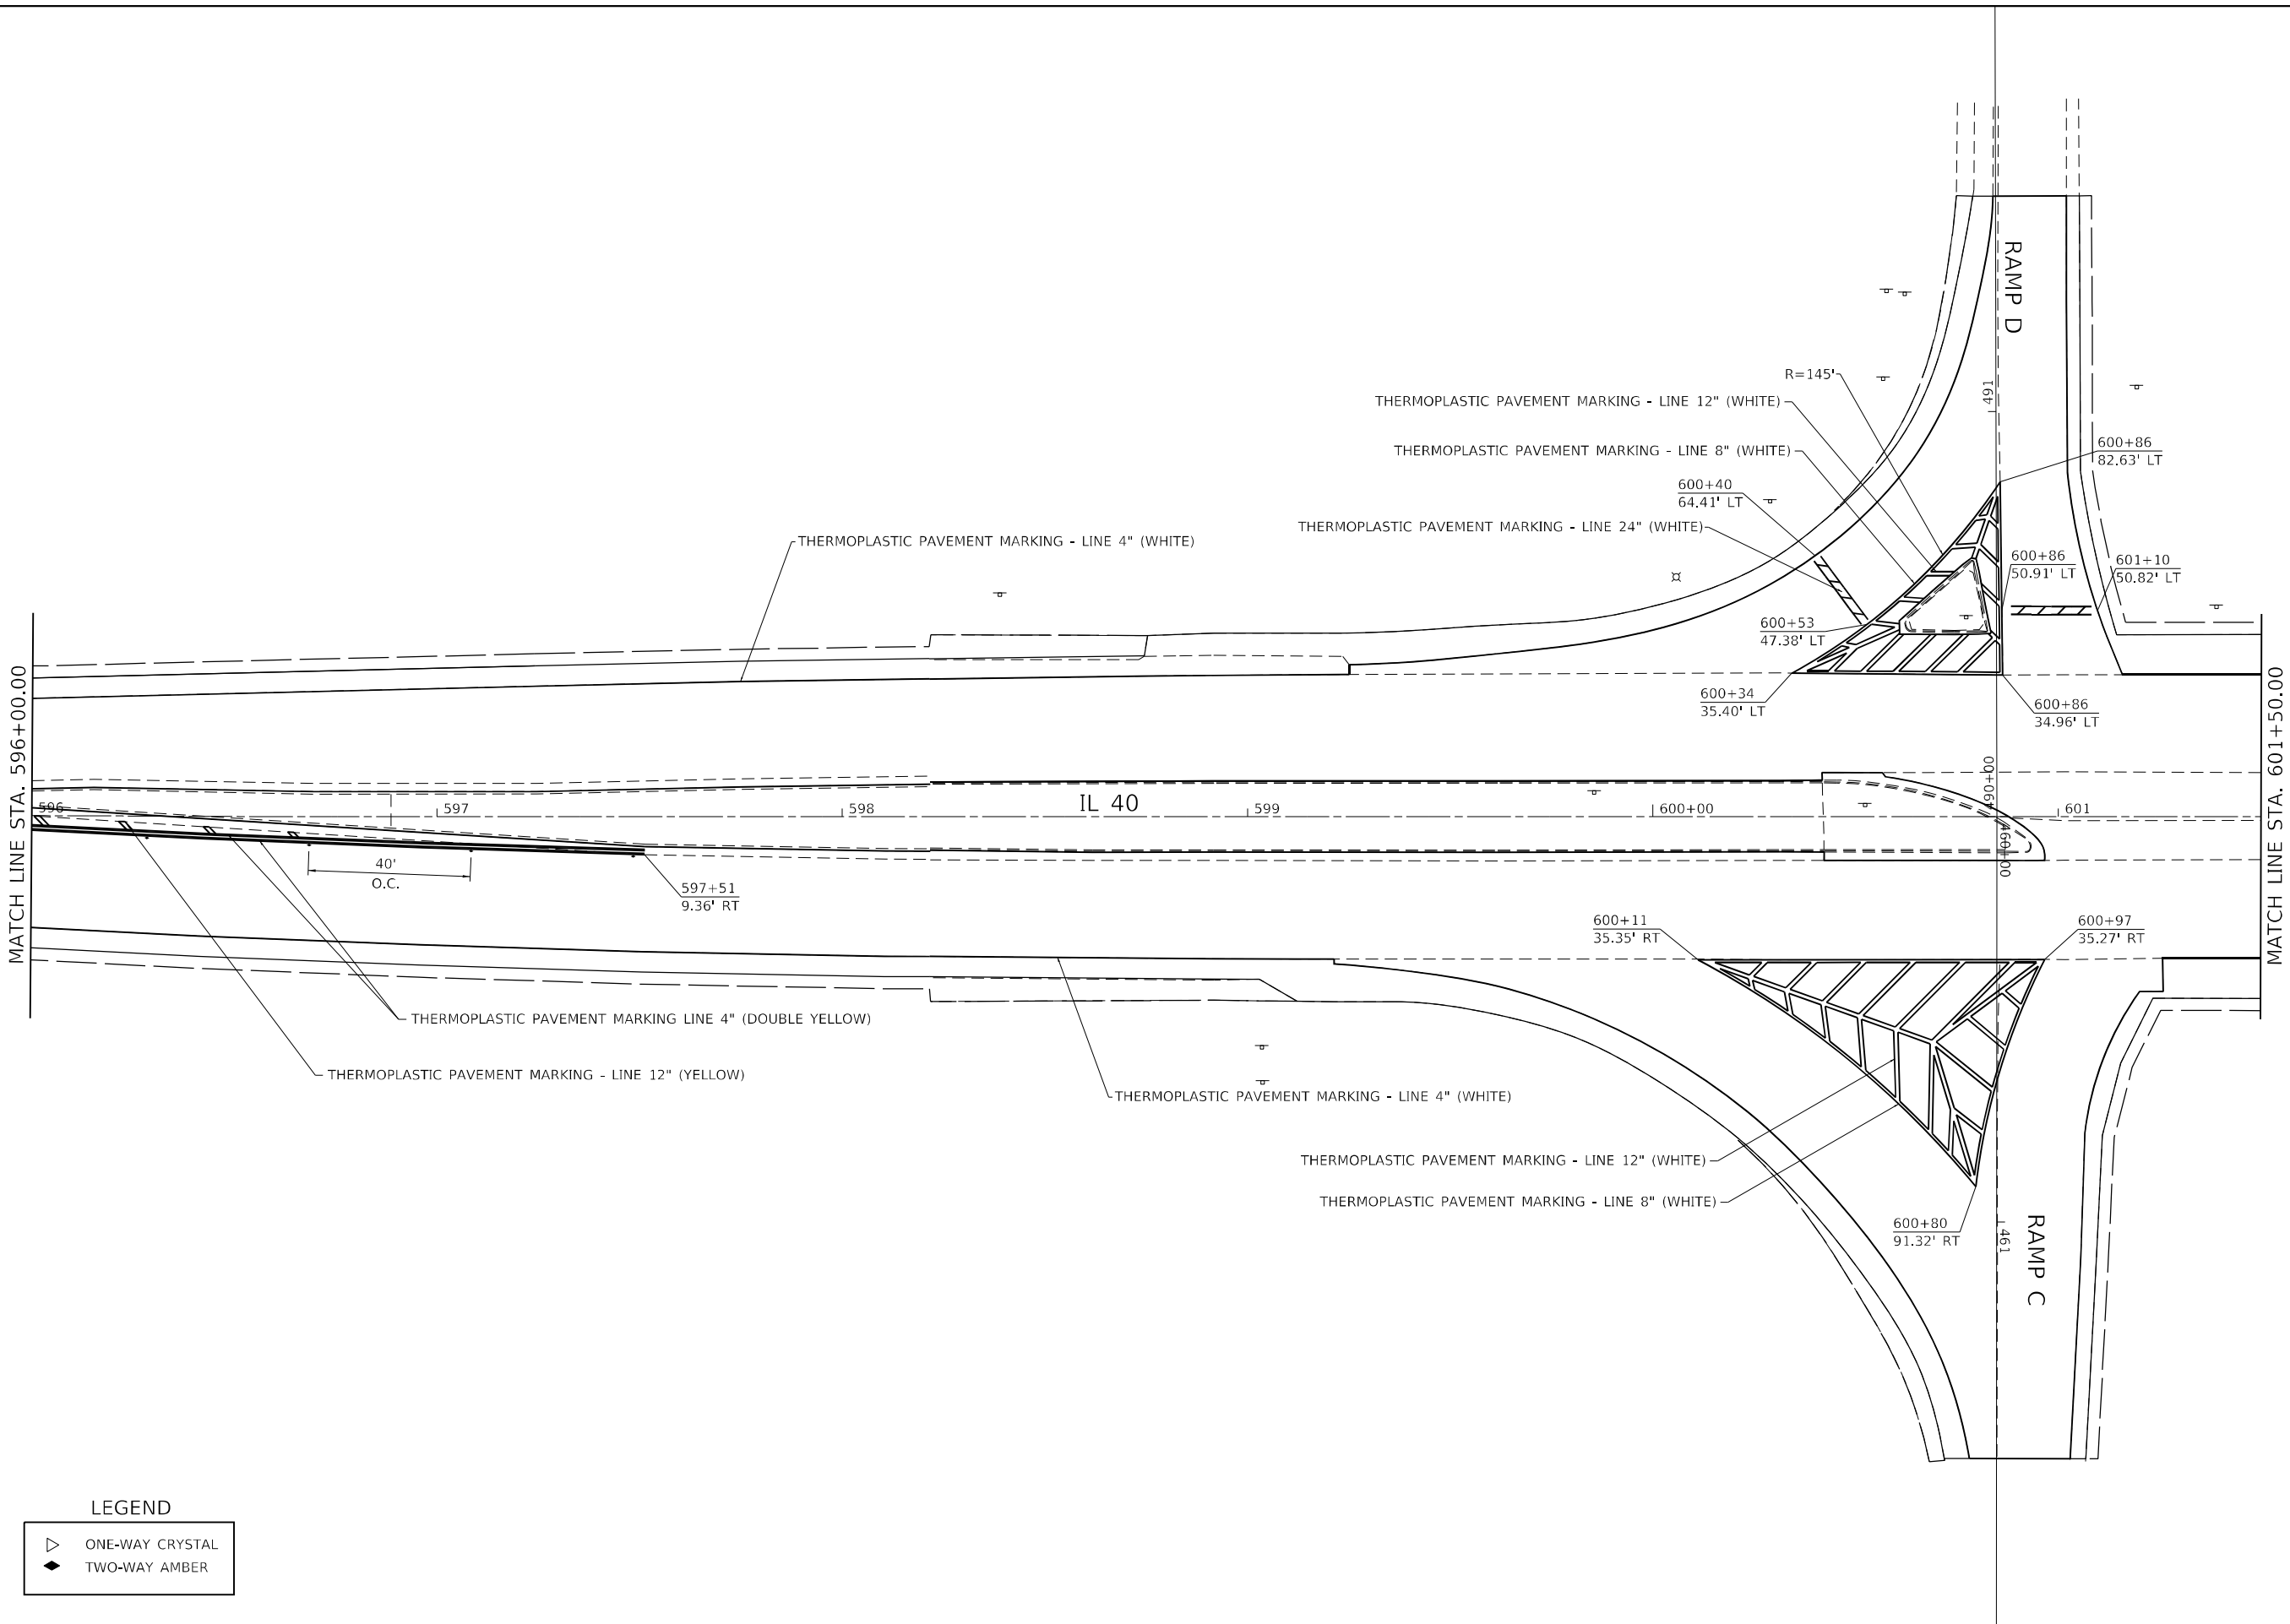 RAMP D
R=145'
491
THERMOPLASTIC PAVEMENT MARKING - LINE 12" (WHITE)
THERMOPLASTIC PAVEMENT MARKING - LINE 8" (WHITE)
600+86
82.63' LT
600+40
64.41' LT
THERMOPLASTIC PAVEMENT MARKING - LINE 24" (WHITE)
THERMOPLASTIC PAVEMENT MARKING - LINE 4" (WHITE)
600+86
50.91' LT
601+10
50.82' LT
600+53
47.38' LT
600+34
35.40' LT
600+86
34.96' LT
MATCH LINE STA. 596+00.00
MATCH LINE STA. 601+50.00
490+00
596
597
598
IL 40
599
600+00
601
460+00
40'
O.C.
597+51
9.36' RT
600+11
35.35' RT
600+97
35.27' RT
THERMOPLASTIC PAVEMENT MARKING LINE 4" (DOUBLE YELLOW)
THERMOPLASTIC PAVEMENT MARKING - LINE 12" (YELLOW)
THERMOPLASTIC PAVEMENT MARKING - LINE 4" (WHITE)
THERMOPLASTIC PAVEMENT MARKING - LINE 12" (WHITE)
THERMOPLASTIC PAVEMENT MARKING - LINE 8" (WHITE)
600+80
91.32' RT
461
RAMP C
LEGEND
ONE-WAY CRYSTAL
TWO-WAY AMBER